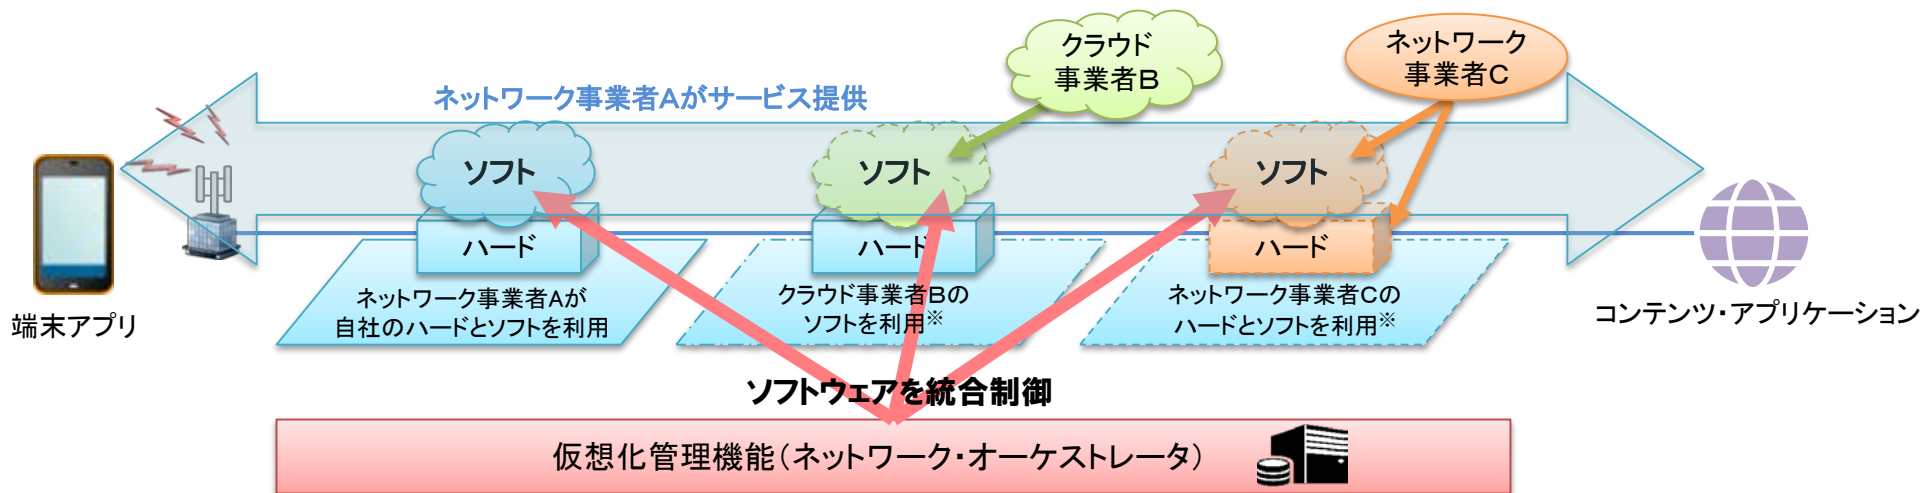 クラウド
事業者B
ネットワーク
事業者C
ネットワーク事業者Aがサービス提供
ソフト
ソフト
ソフト
ハード
ハード
ハード
ネットワーク事業者Aが
自社のハードとソフトを利用
クラウド事業者Bの
ソフトを利用※
ネットワーク事業者Cの
ハードとソフトを利用※
端末アプリ
コンテンツ・アプリケーション
ソフトウェアを統合制御
仮想化管理機能(ネットワーク・オーケストレータ)